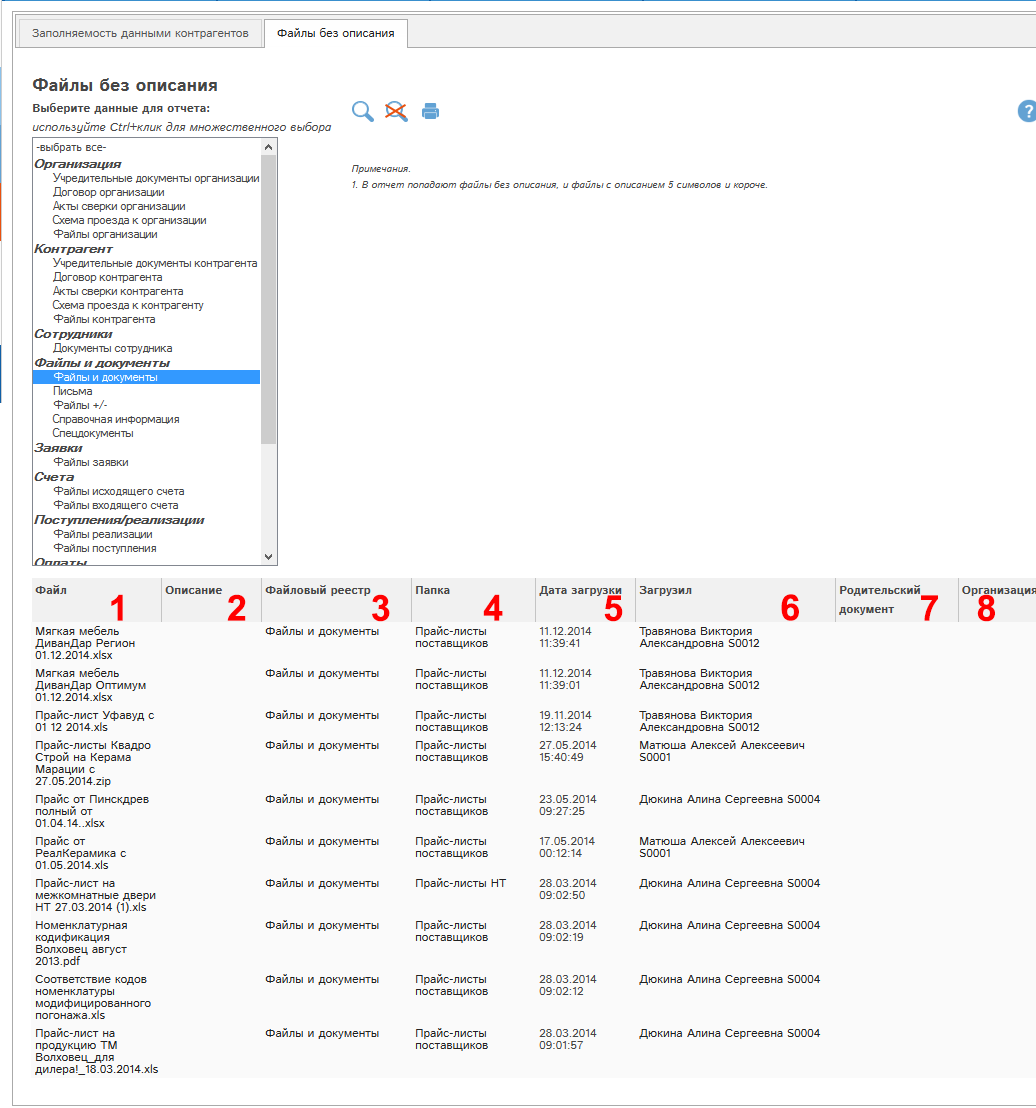 Заполняемость данными контрагентов
Файлы без описания
Файлы без описания
Выберите данные для отчета:
используйте Ctrl+клик для множественного выбора
?
-выбрать все-
Организация
Учредительные документы организации
Договор организации
Акты сверки организации
Схема проезда к организации
Файлы организации
Контрагент
Учредительные документы контрагента
Договор контрагента
Акты сверки контрагента
Схема проезда к контрагенту
Файлы контрагента
Сотрудники
Документы сотрудника
Файлы и документы
Файлы и документы
Письма
Файлы +/-
Справочная информация
Спецдокументы
Заявки
Файлы заявки
Счета
Файлы исходящего счета
Файлы входящего счета
Поступления/реализации
Файлы реализации
Файлы поступления
Оплаты
Примечания.
1. В отчет попадают файлы без описания, и файлы с описанием 5 символов и короче.
Файл 1
Описание 2
Файловый реестр 3
Папка 4
Дата загрузки 5
Загрузил 6
Родительский
документ 7
Организация 8
Мягкая мебель
ДиванДар Регион
01.12.2014.xlsx
Файлы и документы
Прайс-листы
поставщиков
11.12.2014
11:39:41
Травянова Виктория
Александровна S0012
Мягкая мебель
ДиванДар Оптимум
01.12.2014.xlsx
Файлы и документы
Прайс-листы
поставщиков
11.12.2014
11:39:01
Травянова Виктория
Александровна S0012
Прайс-лист Уфавуд с
01 12 2014.xls
Файлы и документы
Прайс-листы
поставщиков
19.11.2014
12:13:24
Травянова Виктория
Александровна S0012
Прайс-листы Квадро
Строй на Керама
Марации с
27.05.2014.zip
Файлы и документы
Прайс-листы
поставщиков
27.05.2014
15:40:49
Матюша Алексей Алексеевич
S0001
Прайс от Пинскдрев
полный от
01.04.14..xlsx
Файлы и документы
Прайс-листы
поставщиков
23.05.2014
09:27:25
Дюкина Алина Сергеевна S0004
Прайс от
РеалКерамика с
01.05.2014.xls
Файлы и документы
Прайс-листы
поставщиков
17.05.2014
00:12:14
Матюша Алексей Алексеевич
S0001
Прайс-лист на
межкомнатные двери
НТ 27.03.2014 (1).xls
Файлы и документы
Прайс-листы НТ
28.03.2014
09:02:50
Дюкина Алина Сергеевна S0004
Номенклатурная
кодификация
Волховец август
2013.pdf
Файлы и документы
Прайс-листы
поставщиков
28.03.2014
09:02:19
Дюкина Алина Сергеевна S0004
Соответствие кодов
номенклатуры
модифицированного
погонажа.xls
Файлы и документы
Прайс-листы
поставщиков
28.03.2014
09:02:12
Дюкина Алина Сергеевна S0004
Прайс-лист на
продукцию ТМ
Волховец_для
дилера!_18.03.2014.xls
Файлы и документы
Прайс-листы
поставщиков
28.03.2014
09:01:57
Дюкина Алина Сергеевна S0004